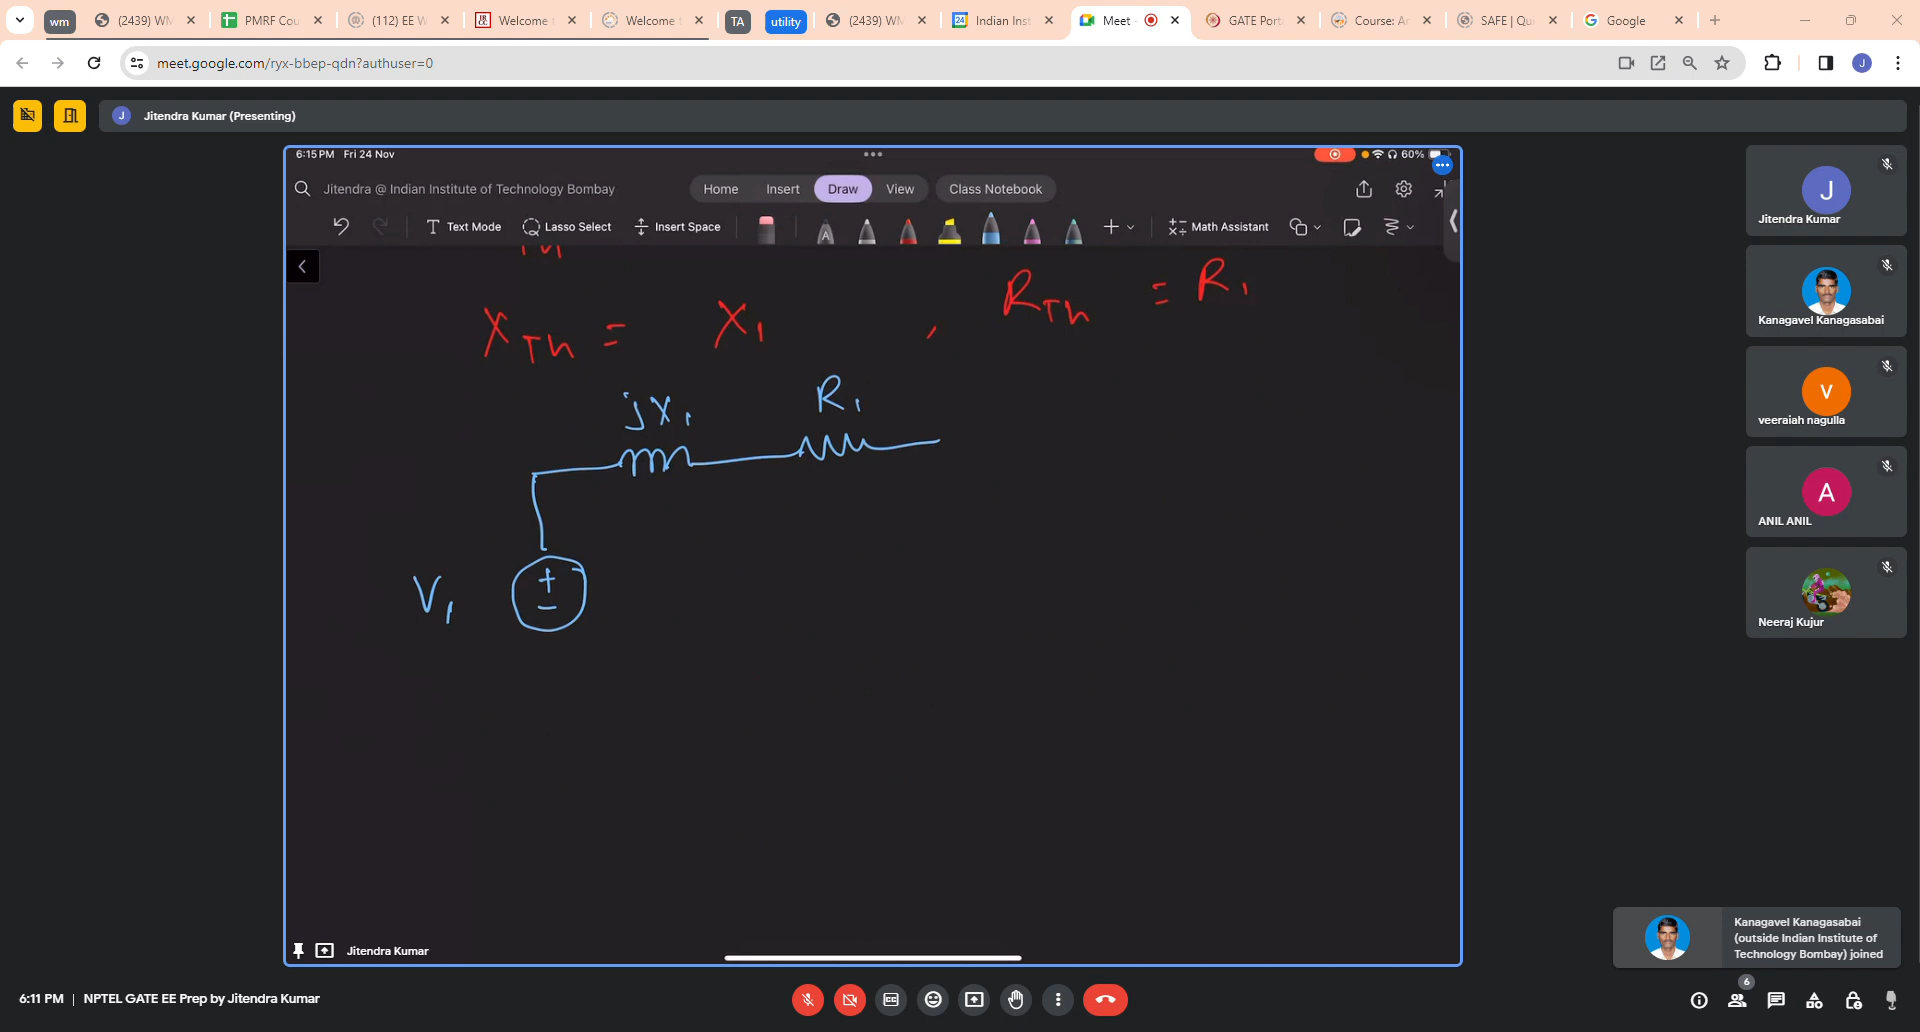 wm (2439) WM PMRF Cou (112) EE W Welcome t Welcome t TA utility (2439) WM Indian Inst Meet - GATE Port Course: A SAFE | Qu Google
24
meet.google.com/ryx-bbep-qdn?authuser=0 J
J Jitendra Kumar (Presenting)
6:15 PM Fri 24 Nov 60%
Jitendra @ Indian Institute of Technology Bombay Home Insert Draw View Class Notebook
Text Mode Lasso Select Insert Space Math Assistant
X Th = X1 , R Th = R1
jX1 R1
V1 + −
J
Jitendra Kumar
Kanagavel Kanagasabai
V
veeraiah nagulla
A
ANIL ANIL
Neeraj Kujur
Kanagavel Kanagasabai
(outside Indian Institute of
Technology Bombay) joined
Jitendra Kumar
6:11 PM | NPTEL GATE EE Prep by Jitendra Kumar
6